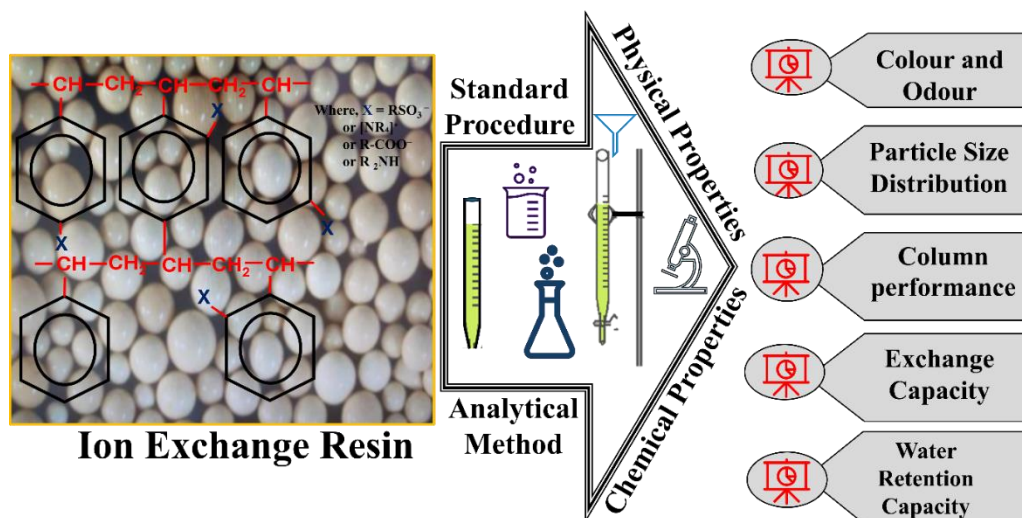 CH CH₂ CH CH₂ CH
X
Where, X = RSO₃⁻
or [NR₄]⁺
or R-COO⁻
or R ₂NH
X
X
CH CH₂ CH CH₂ CH
X
Ion Exchange Resin
Standard
Procedure
Analytical
Method
Physical Properties
Chemical Properties
Colour and
Odour
Particle Size
Distribution
Column
performance
Exchange
Capacity
Water
Retention
Capacity